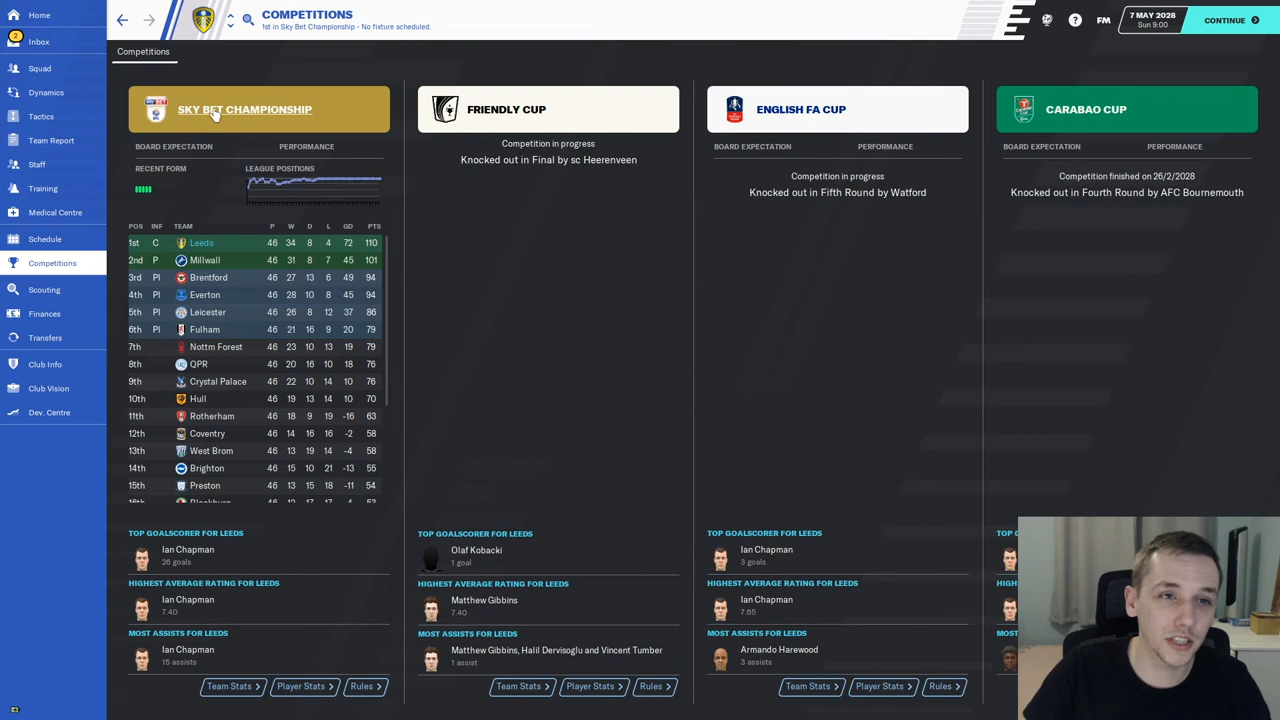 Home
2
Inbox
Squad
Dynamics
Tactics
Team Report
Staff
Training
Medical Centre
Schedule
Competitions
Scouting
Finances
Transfers
Club Info
Club Vision
Dev. Centre
COMPETITIONS
1st in Sky Bet Championship - No fixture scheduled.
?
FM
7 MAY 2028
Sun 9:00
CONTINUE
Competitions
SKY BET CHAMPIONSHIP
BOARD EXPECTATION PERFORMANCE
RECENT FORM LEAGUE POSITIONS
POS INF TEAM P W D L GD PTS
1st C Leeds 46 34 8 4 72 110
2nd P Millwall 46 31 8 7 45 101
3rd Pl Brentford 46 27 13 6 49 94
4th Pl Everton 46 28 10 8 45 94
5th Pl Leicester 46 26 8 12 37 86
6th Pl Fulham 46 21 16 9 20 79
7th Nottm Forest 46 23 10 13 19 79
8th QPR 46 20 16 10 18 76
9th Crystal Palace 46 22 10 14 10 76
10th Hull 46 19 13 14 10 70
11th Rotherham 46 18 9 19 -16 63
12th Coventry 46 14 16 16 -2 58
13th West Brom 46 13 19 14 -4 58
14th Brighton 46 15 10 21 -13 55
15th Preston 46 13 15 18 -11 54
16th Blackburn 46 12 17 17 -4 53
TOP GOALSCORER FOR LEEDS
Ian Chapman
26 goals
HIGHEST AVERAGE RATING FOR LEEDS
Ian Chapman
7.40
MOST ASSISTS FOR LEEDS
Ian Chapman
15 assists
Team Stats Player Stats Rules
FRIENDLY CUP
Competition in progress
Knocked out in Final by sc Heerenveen
TOP GOALSCORER FOR LEEDS
Olaf Kobacki
1 goal
HIGHEST AVERAGE RATING FOR LEEDS
Matthew Gibbins
7.40
MOST ASSISTS FOR LEEDS
Matthew Gibbins, Halil Dervisoglu and Vincent Tumber
1 assist
Team Stats Player Stats Rules
ENGLISH FA CUP
BOARD EXPECTATION PERFORMANCE
Competition in progress
Knocked out in Fifth Round by Watford
TOP GOALSCORER FOR LEEDS
Ian Chapman
3 goals
HIGHEST AVERAGE RATING FOR LEEDS
Ian Chapman
7.65
MOST ASSISTS FOR LEEDS
Armando Harewood
3 assists
Team Stats Player Stats Rules
CARABAO CUP
BOARD EXPECTATION PERFORMANCE
Competition finished on 26/2/2028
Knocked out in Fourth Round by AFC Bournemouth